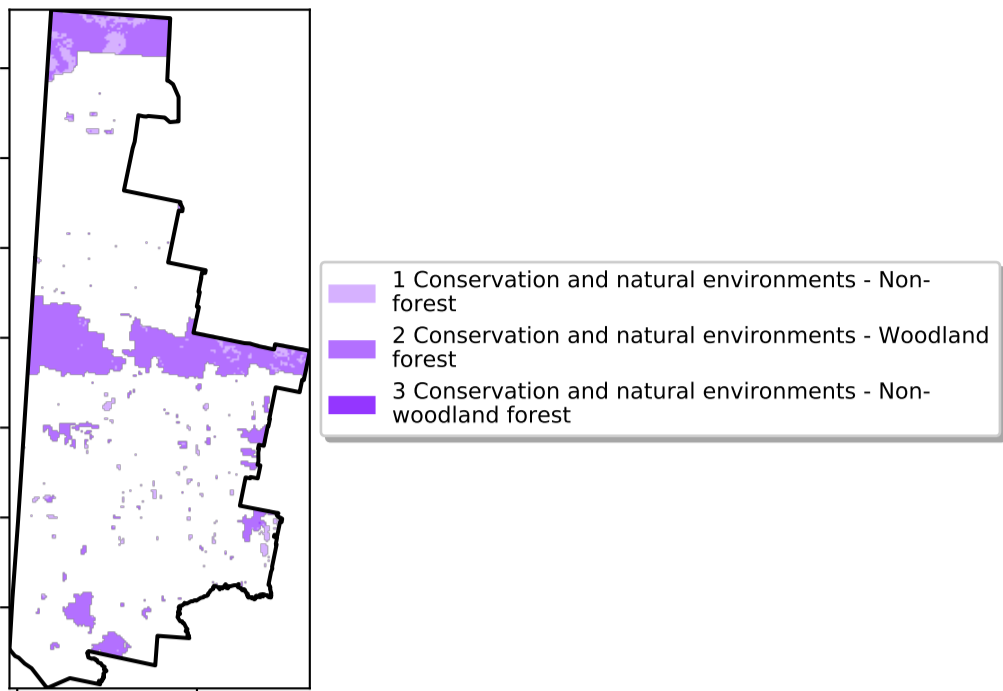 1 Conservation and natural environments - Non-
forest
2 Conservation and natural environments - Woodland
forest
3 Conservation and natural environments - Non-
woodland forest